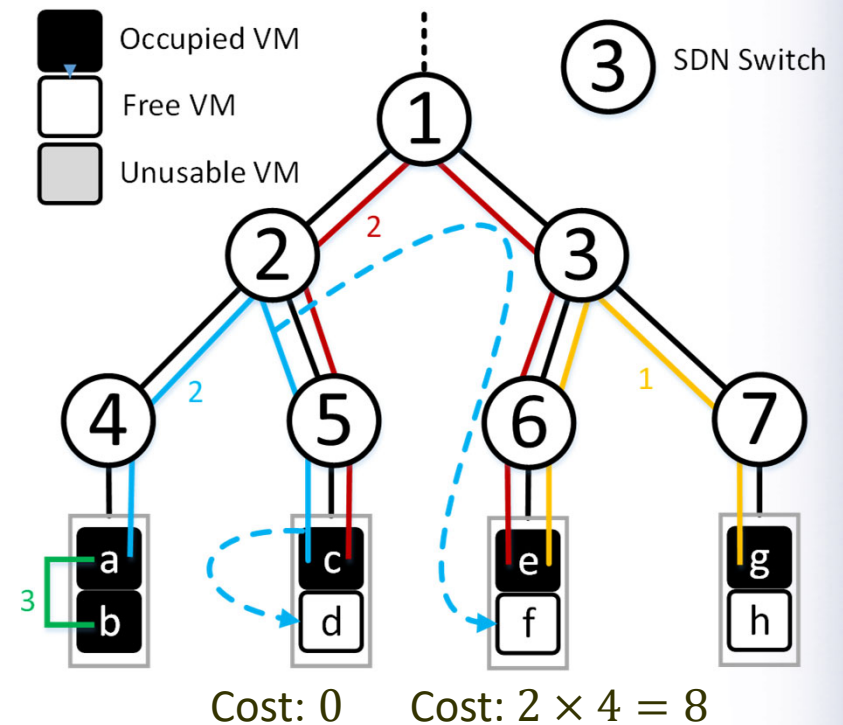 Occupied VM
Free VM
Unusable VM
3
SDN Switch
1
2
2
3
2
1
4
5
6
7
a
c
e
g
3
b
d
f
h
Cost: 0
Cost: 2 × 4 = 8